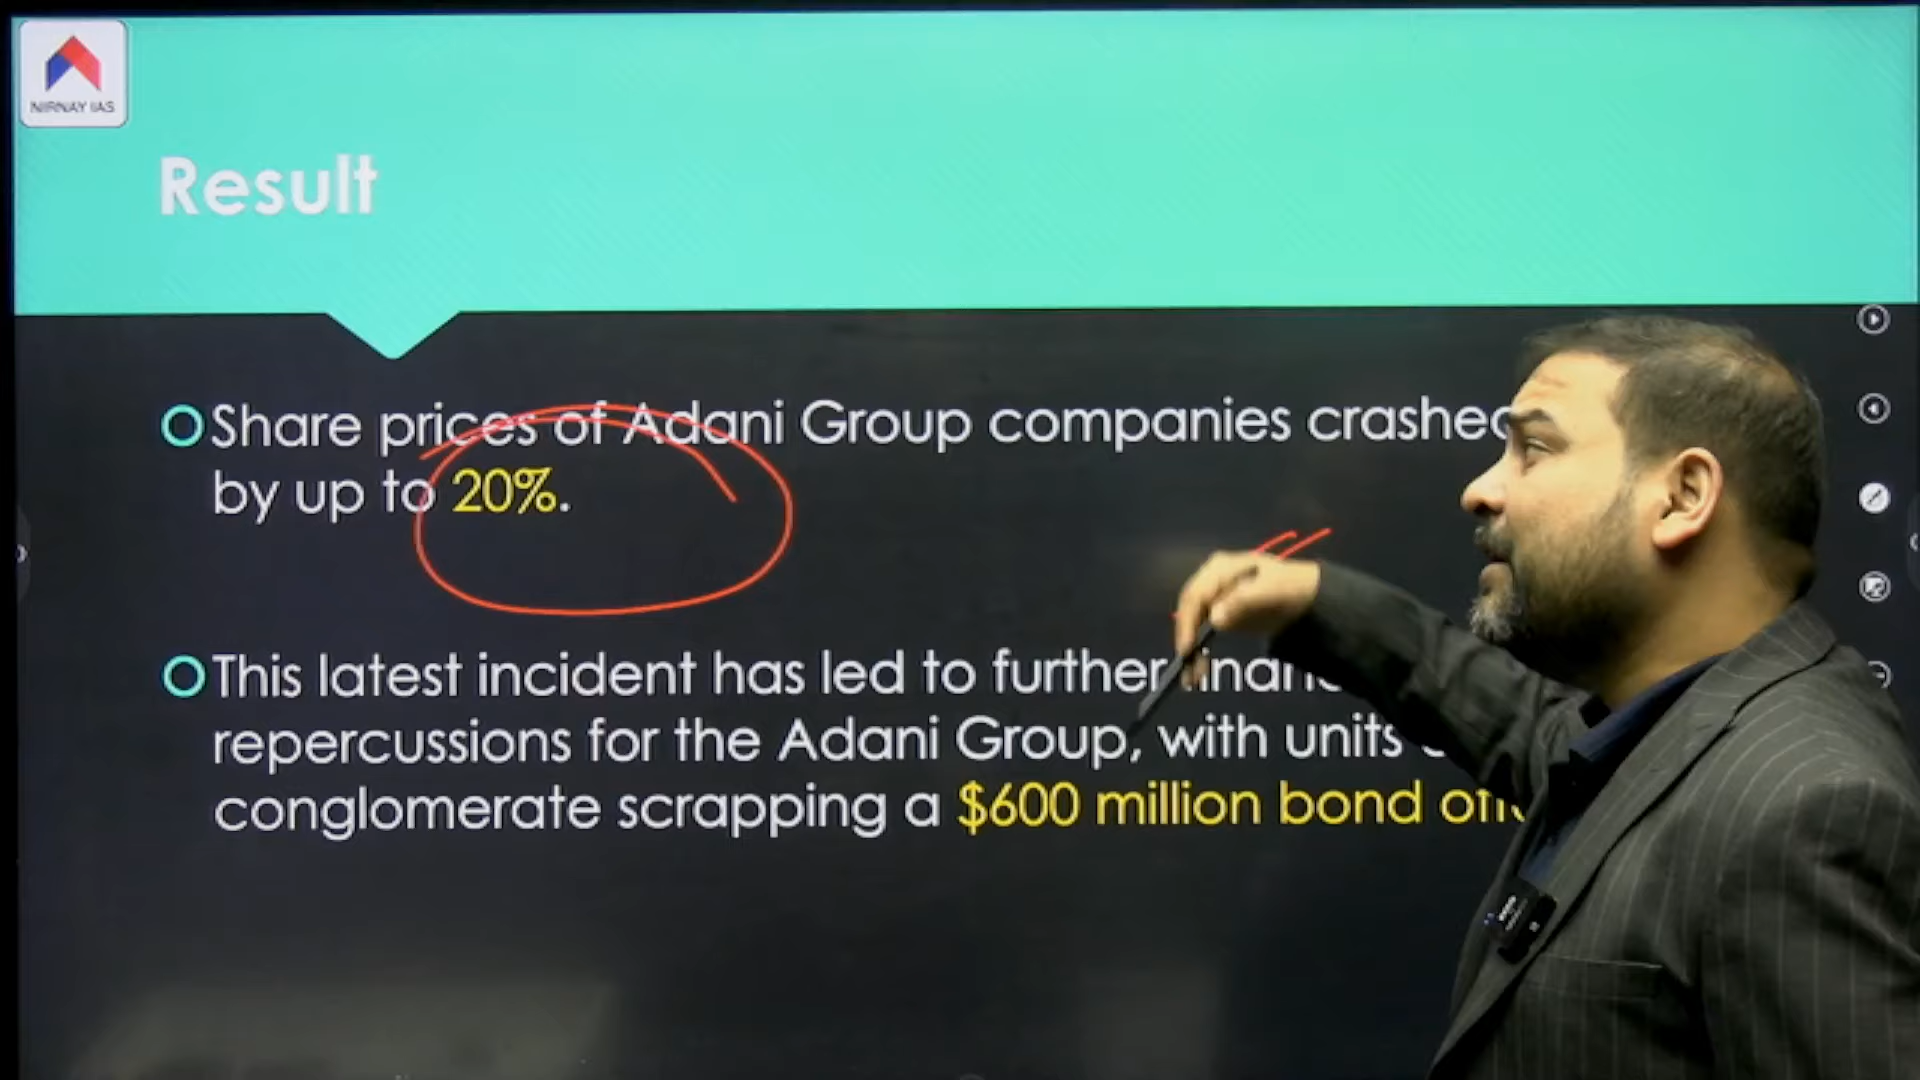 NIRNAY IAS
Result
Share prices of Adani Group companies crashed
by up to 20%.
This latest incident has led to further
repercussions for the Adani Group, with units
conglomerate scrapping a $600 million bond